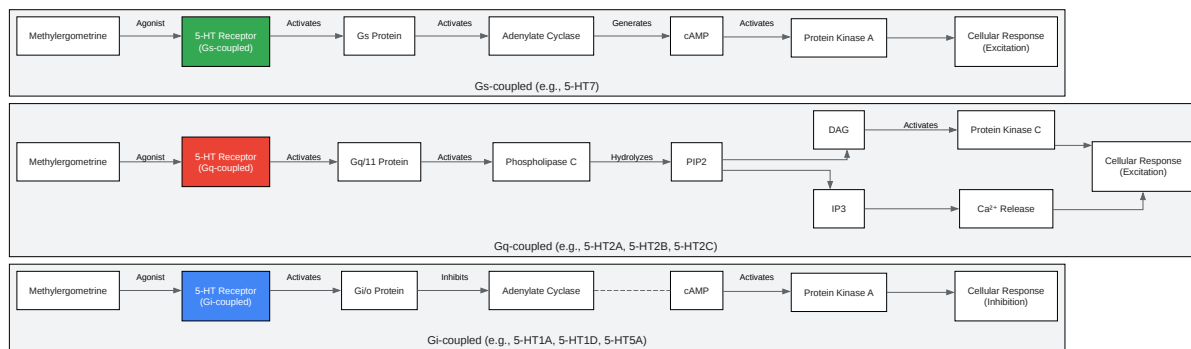 Agonist
Activates
Activates
Generates
Activates
Methylergometrine
5-HT Receptor
(Gs-coupled)
Gs Protein
Adenylate Cyclase
cAMP
Protein Kinase A
Cellular Response
(Excitation)
Gs-coupled (e.g., 5-HT7)
DAG
Activates
Protein Kinase C
Methylergometrine
Agonist
5-HT Receptor
(Gq-coupled)
Activates
Gq/11 Protein
Activates
Phospholipase C
Hydrolyzes
PIP2
Cellular Response
(Excitation)
IP3
Ca²⁺ Release
Gq-coupled (e.g., 5-HT2A, 5-HT2B, 5-HT2C)
Agonist
Activates
Inhibits
Activates
Methylergometrine
5-HT Receptor
(Gi-coupled)
Gi/o Protein
Adenylate Cyclase
cAMP
Protein Kinase A
Cellular Response
(Inhibition)
Gi-coupled (e.g., 5-HT1A, 5-HT1D, 5-HT5A)